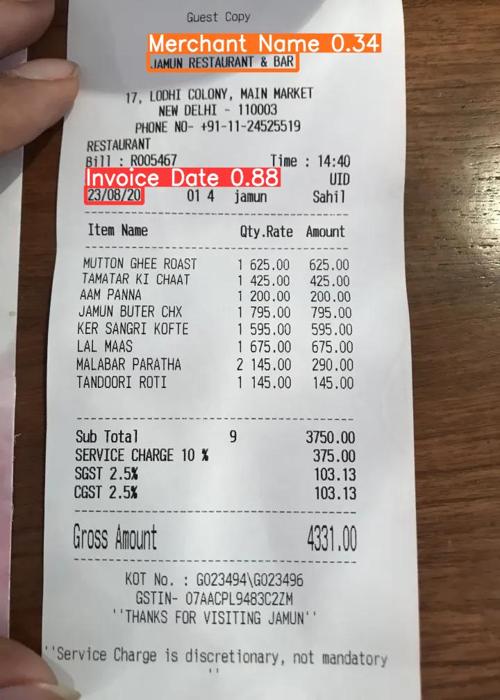 Guest Copy
Merchant Name 0.34
JAMUN RESTAURANT & BAR
17, LODHI COLONY, MAIN MARKET
NEW DELHI - 110003
PHONE NO- +91-11-24525519
RESTAURANT
Bill : R005467 Time : 14:40
Invoice Date 0.88 UID
23/08/20 01 4 jamun Sahil
Item Name Qty.Rate Amount
MUTTON GHEE ROAST 1 625.00 625.00
TAMATAR KI CHAAT 1 425.00 425.00
AAM PANNA 1 200.00 200.00
JAMUN BUTER CHX 1 795.00 795.00
KER SANGRI KOFTE 1 595.00 595.00
LAL MAAS 1 675.00 675.00
MALABAR PARATHA 2 145.00 290.00
TANDOORI ROTI 1 145.00 145.00
Sub Total 9 3750.00
SERVICE CHARGE 10 % 375.00
SGST 2.5% 103.13
CGST 2.5% 103.13
Gross Amount 4331.00
KOT No. : G023494\G023496
GSTIN- 07AACPL9483C2ZM
''THANKS FOR VISITING JAMUN''
''Service Charge is discretionary, not mandatory
''